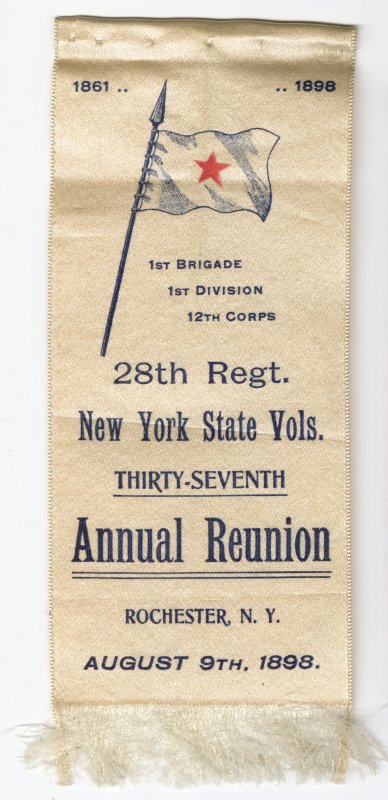 1861 .. .. 1898
1ST BRIGADE
1ST DIVISION
12TH CORPS
28th Regt.
New York State Vols.
THIRTY-SEVENTH
Annual Reunion
ROCHESTER, N. Y.
AUGUST 9TH, 1898.